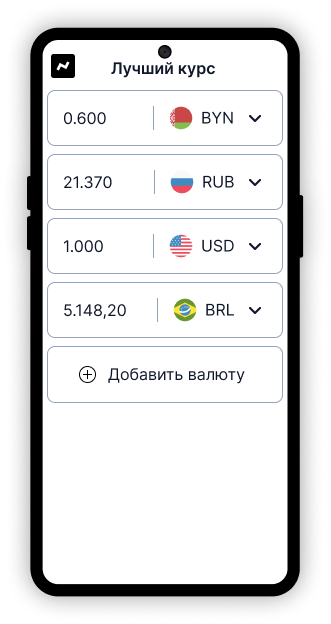 Лучший курс
0.600 BYN
21.370 RUB
1.000 USD
5.148,20 BRL
Добавить валюту